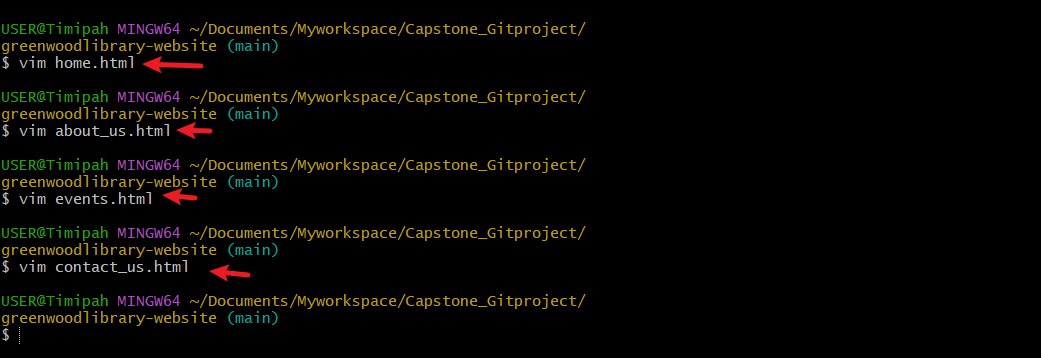 USER@Timipah MINGW64 ~/Documents/Myworkspace/Capstone_Gitproject/
greenwoodlibrary-website (main)
$ vim home.html
USER@Timipah MINGW64 ~/Documents/Myworkspace/Capstone_Gitproject/
greenwoodlibrary-website (main)
$ vim about_us.html
USER@Timipah MINGW64 ~/Documents/Myworkspace/Capstone_Gitproject/
greenwoodlibrary-website (main)
$ vim events.html
USER@Timipah MINGW64 ~/Documents/Myworkspace/Capstone_Gitproject/
greenwoodlibrary-website (main)
$ vim contact_us.html
USER@Timipah MINGW64 ~/Documents/Myworkspace/Capstone_Gitproject/
greenwoodlibrary-website (main)
$